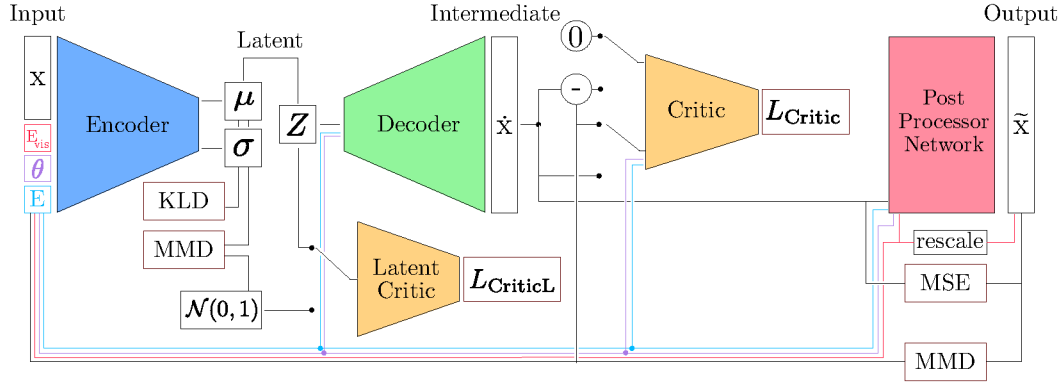 Input
Latent
Intermediate
Output
x
E_vis
θ
E
Encoder
μ
σ
Z
KLD
MMD
N(0, 1)
Decoder
ẋ
Latent
Critic
L_CriticL
0
-
Critic
L_Critic
Post
Processor
Network
x̃
rescale
MSE
MMD